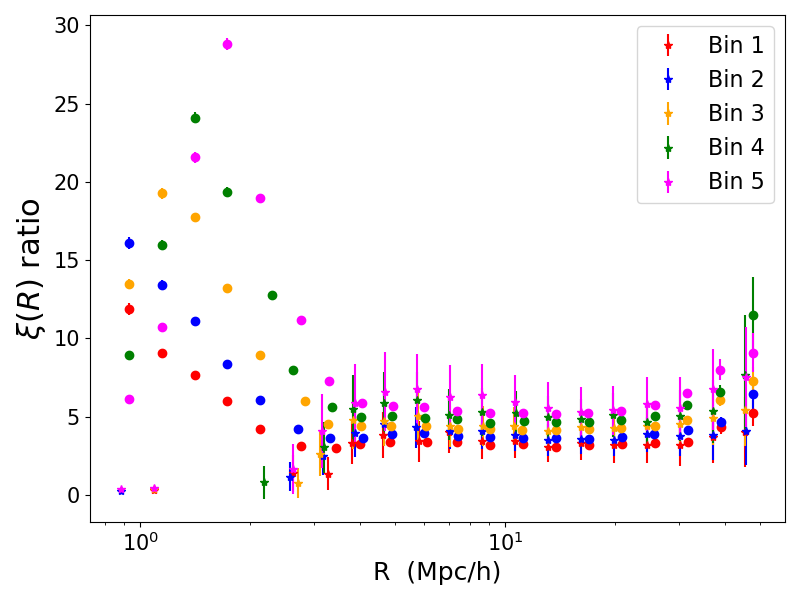 30
25
20
15
10
5
0
ξ(R) ratio
10⁰
10¹
R (Mpc/h)
Bin 1
Bin 2
Bin 3
Bin 4
Bin 5